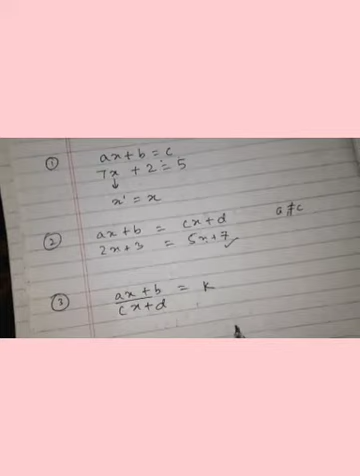 ① ax + b = c
7x + 2 = 5
↓
x¹ = x
② ax + b = cx + d a ≠ c
2x + 3 = 5x + 7 ✓
③ ax + b / cx + d = k